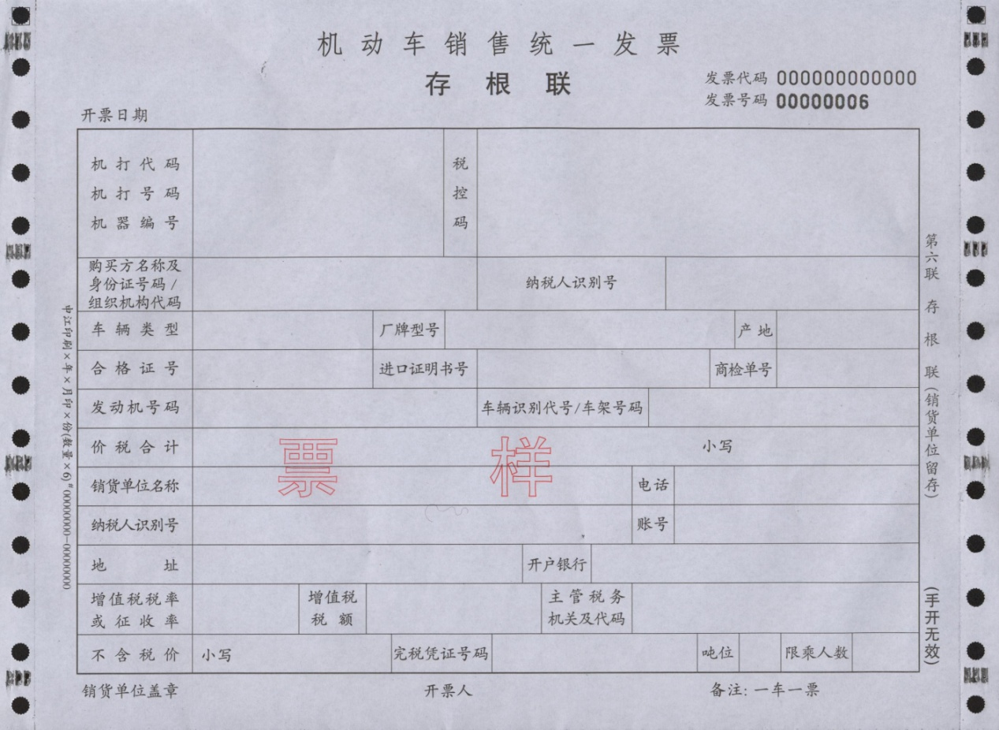 机动车销售统一发票
存根联
发票代码 000000000000
发票号码 00000006
开票日期
机打代码
机打号码
机器编号
税
控
码
购买方名称及
身份证号码/
组织机构代码
纳税人识别号
车辆类型
厂牌型号
产地
合格证号
进口证明书号
商检单号
发动机号码
车辆识别代号/车架号码
价税合计
小写
票样
销货单位名称
电话
纳税人识别号
账号
地址
开户银行
增值税税率
或征收率
增值税
税额
主管税务
机关及代码
不含税价
小写
完税凭证号码
吨位
限乘人数
销货单位盖章
开票人
备注:一车一票
第六联 存根联(销货单位留存)
(手开无效)
中江印刷×年×月印×份(数量×6)"00000000-00000000